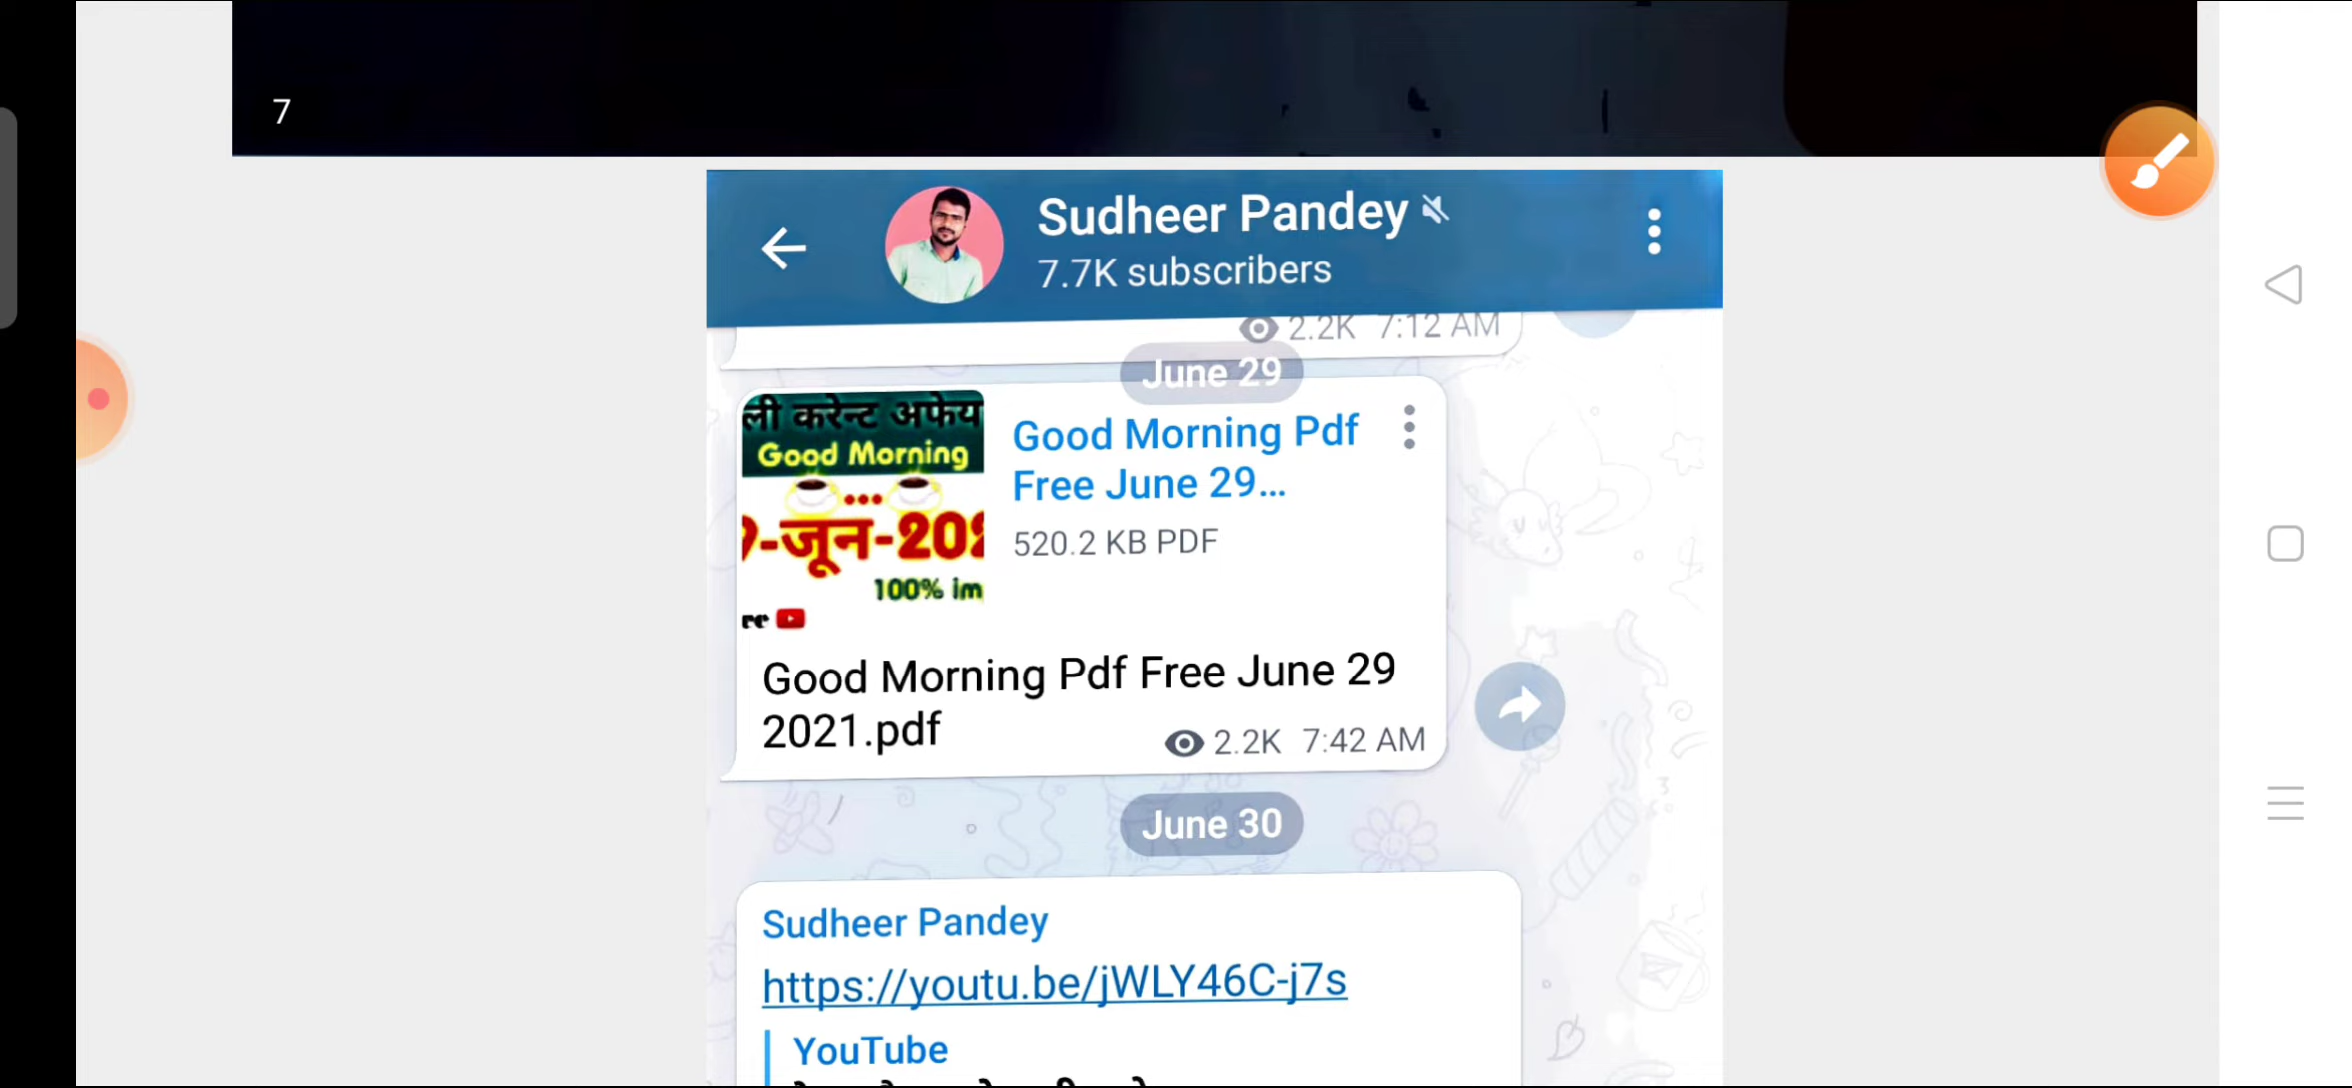 7
Sudheer Pandey
7.7K subscribers
2.2K 7:12 AM
June 29
ली करेन्ट अफेय
Good Morning
-जून-202
100% im
re
Good Morning Pdf
Free June 29...
520.2 KB PDF
Good Morning Pdf Free June 29
2021.pdf
2.2K 7:42 AM
June 30
Sudheer Pandey
https://youtu.be/jWLY46C-j7s
YouTube